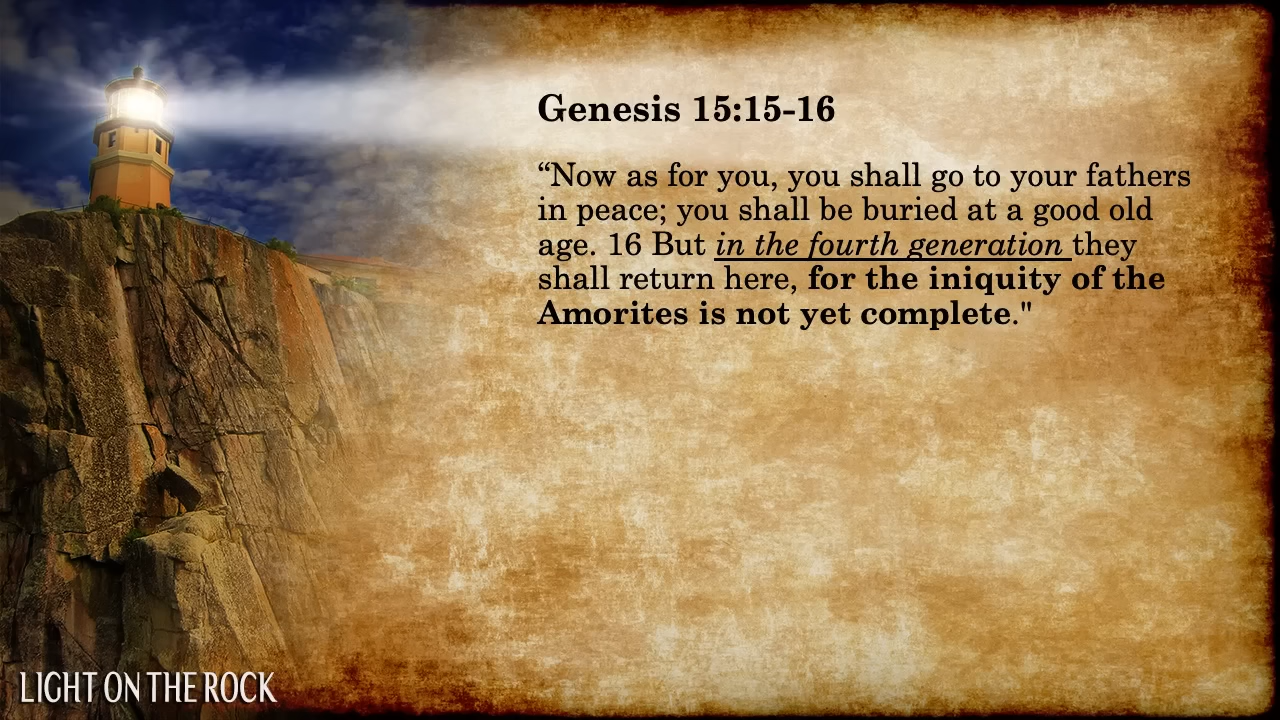 Genesis 15:15-16
“Now as for you, you shall go to your fathers
in peace; you shall be buried at a good old
age. 16 But in the fourth generation they
shall return here, for the iniquity of the
Amorites is not yet complete."
LIGHT ON THE ROCK